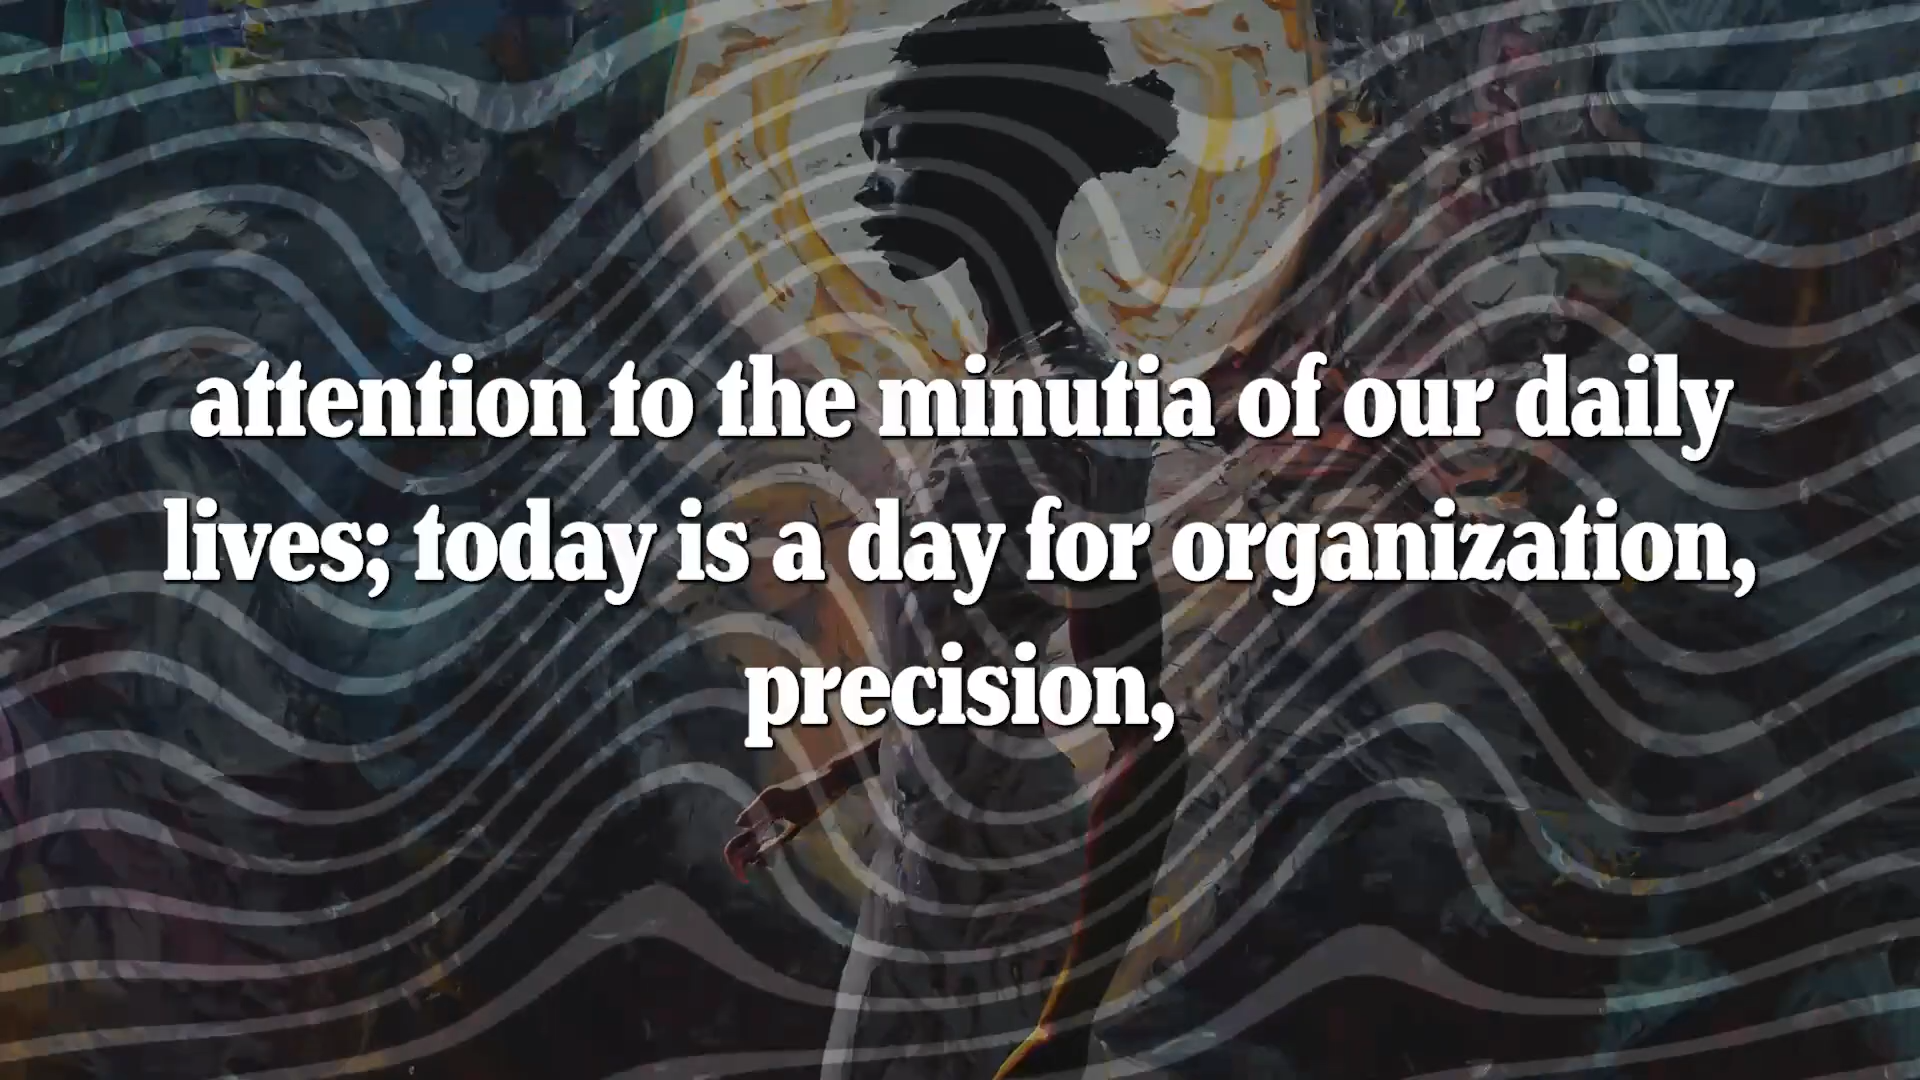 attention to the minutia of our daily
lives; today is a day for organization,
precision,